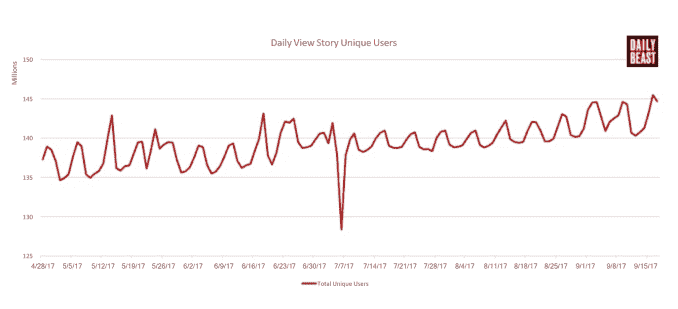 Daily View Story Unique Users
DAILY
BEAST
Millions
150
145
140
135
130
125
4/28/17 5/5/17 5/12/17 5/19/17 5/26/17 6/2/17 6/9/17 6/16/17 6/23/17 6/30/17 7/7/17 7/14/17 7/21/17 7/28/17 8/4/17 8/11/17 8/18/17 8/25/17 9/1/17 9/8/17 9/15/17
Total Unique Users